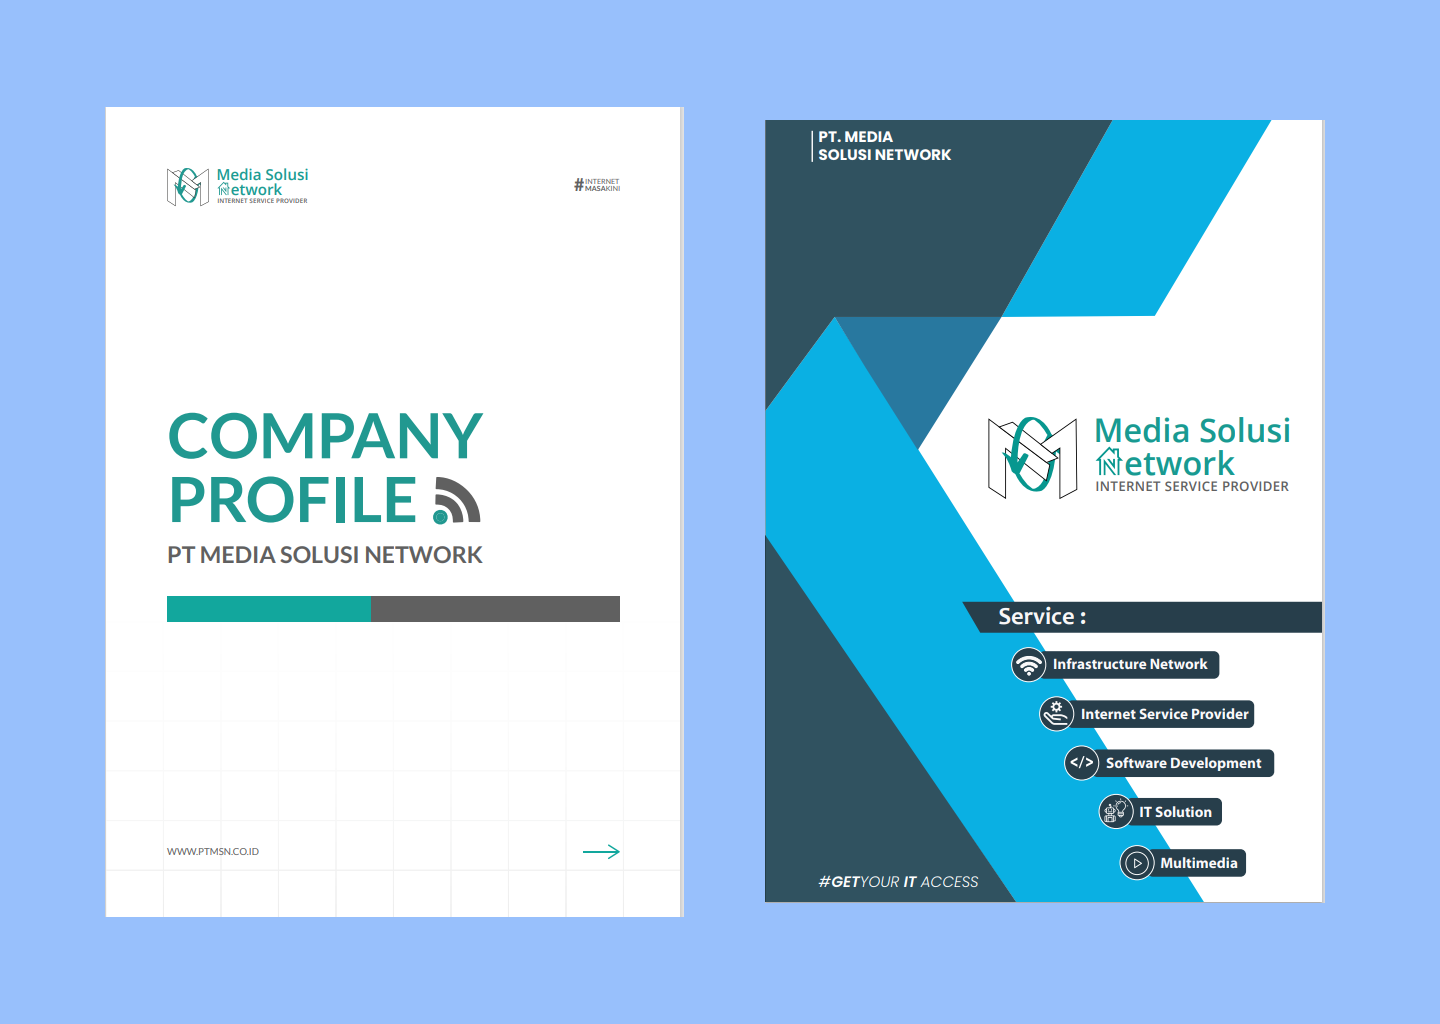 Media Solusi
Network
INTERNET SERVICE PROVIDER
#INTERNET
MASAKINI
COMPANY
PROFILE
PT MEDIA SOLUSI NETWORK
WWW.PTMSN.CO.ID
PT. MEDIA
SOLUSI NETWORK
Media Solusi
Network
INTERNET SERVICE PROVIDER
Service :
Infrastructure Network
Internet Service Provider
</> Software Development
IT Solution
Multimedia
#GETYOUR IT ACCESS